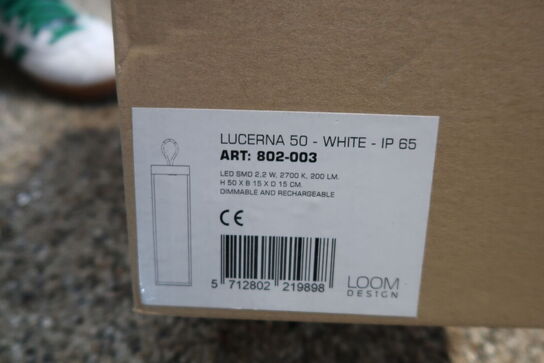 LUCERNA 50 - WHITE - IP 65
ART: 802-003
LED SMD 2,2 W, 2700 K, 200 LM.
H 50 X B 15 X D 15 CM.
DIMMABLE AND RECHARGEABLE
CE
5 712802 219898
LOOM
DESIGN